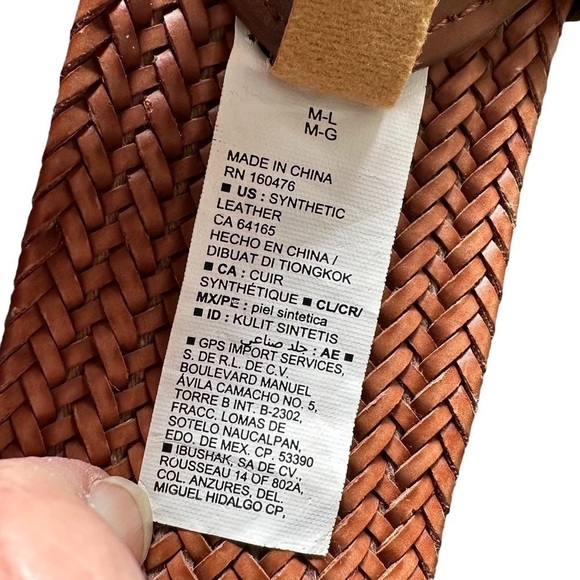 M-L
M-G
MADE IN CHINA
RN 160476
■ US : SYNTHETIC
LEATHER
CA 64165
HECHO EN CHINA /
DIBUAT DI TIONGKOK
■ CA : CUIR
SYNTHÉTIQUE ■ CL/CR/
MX/PE : piel sintetica
■ ID : KULIT SINTETIS
■ AE : جلد صناعي
■ GPS IMPORT SERVICES,
S. DE R.L. DE C.V.
BOULEVARD MANUEL
ÁVILA CAMACHO NO. 5,
TORRE B INT. B-2302,
FRACC. LOMAS DE
SOTELO NAUCALPAN,
EDO. DE MEX. CP. 53390
■ IBUSHAK, SA DE CV.,
ROUSSEAU 14 OF 802A,
COL. ANZURES, DEL.
MIGUEL HIDALGO CP,